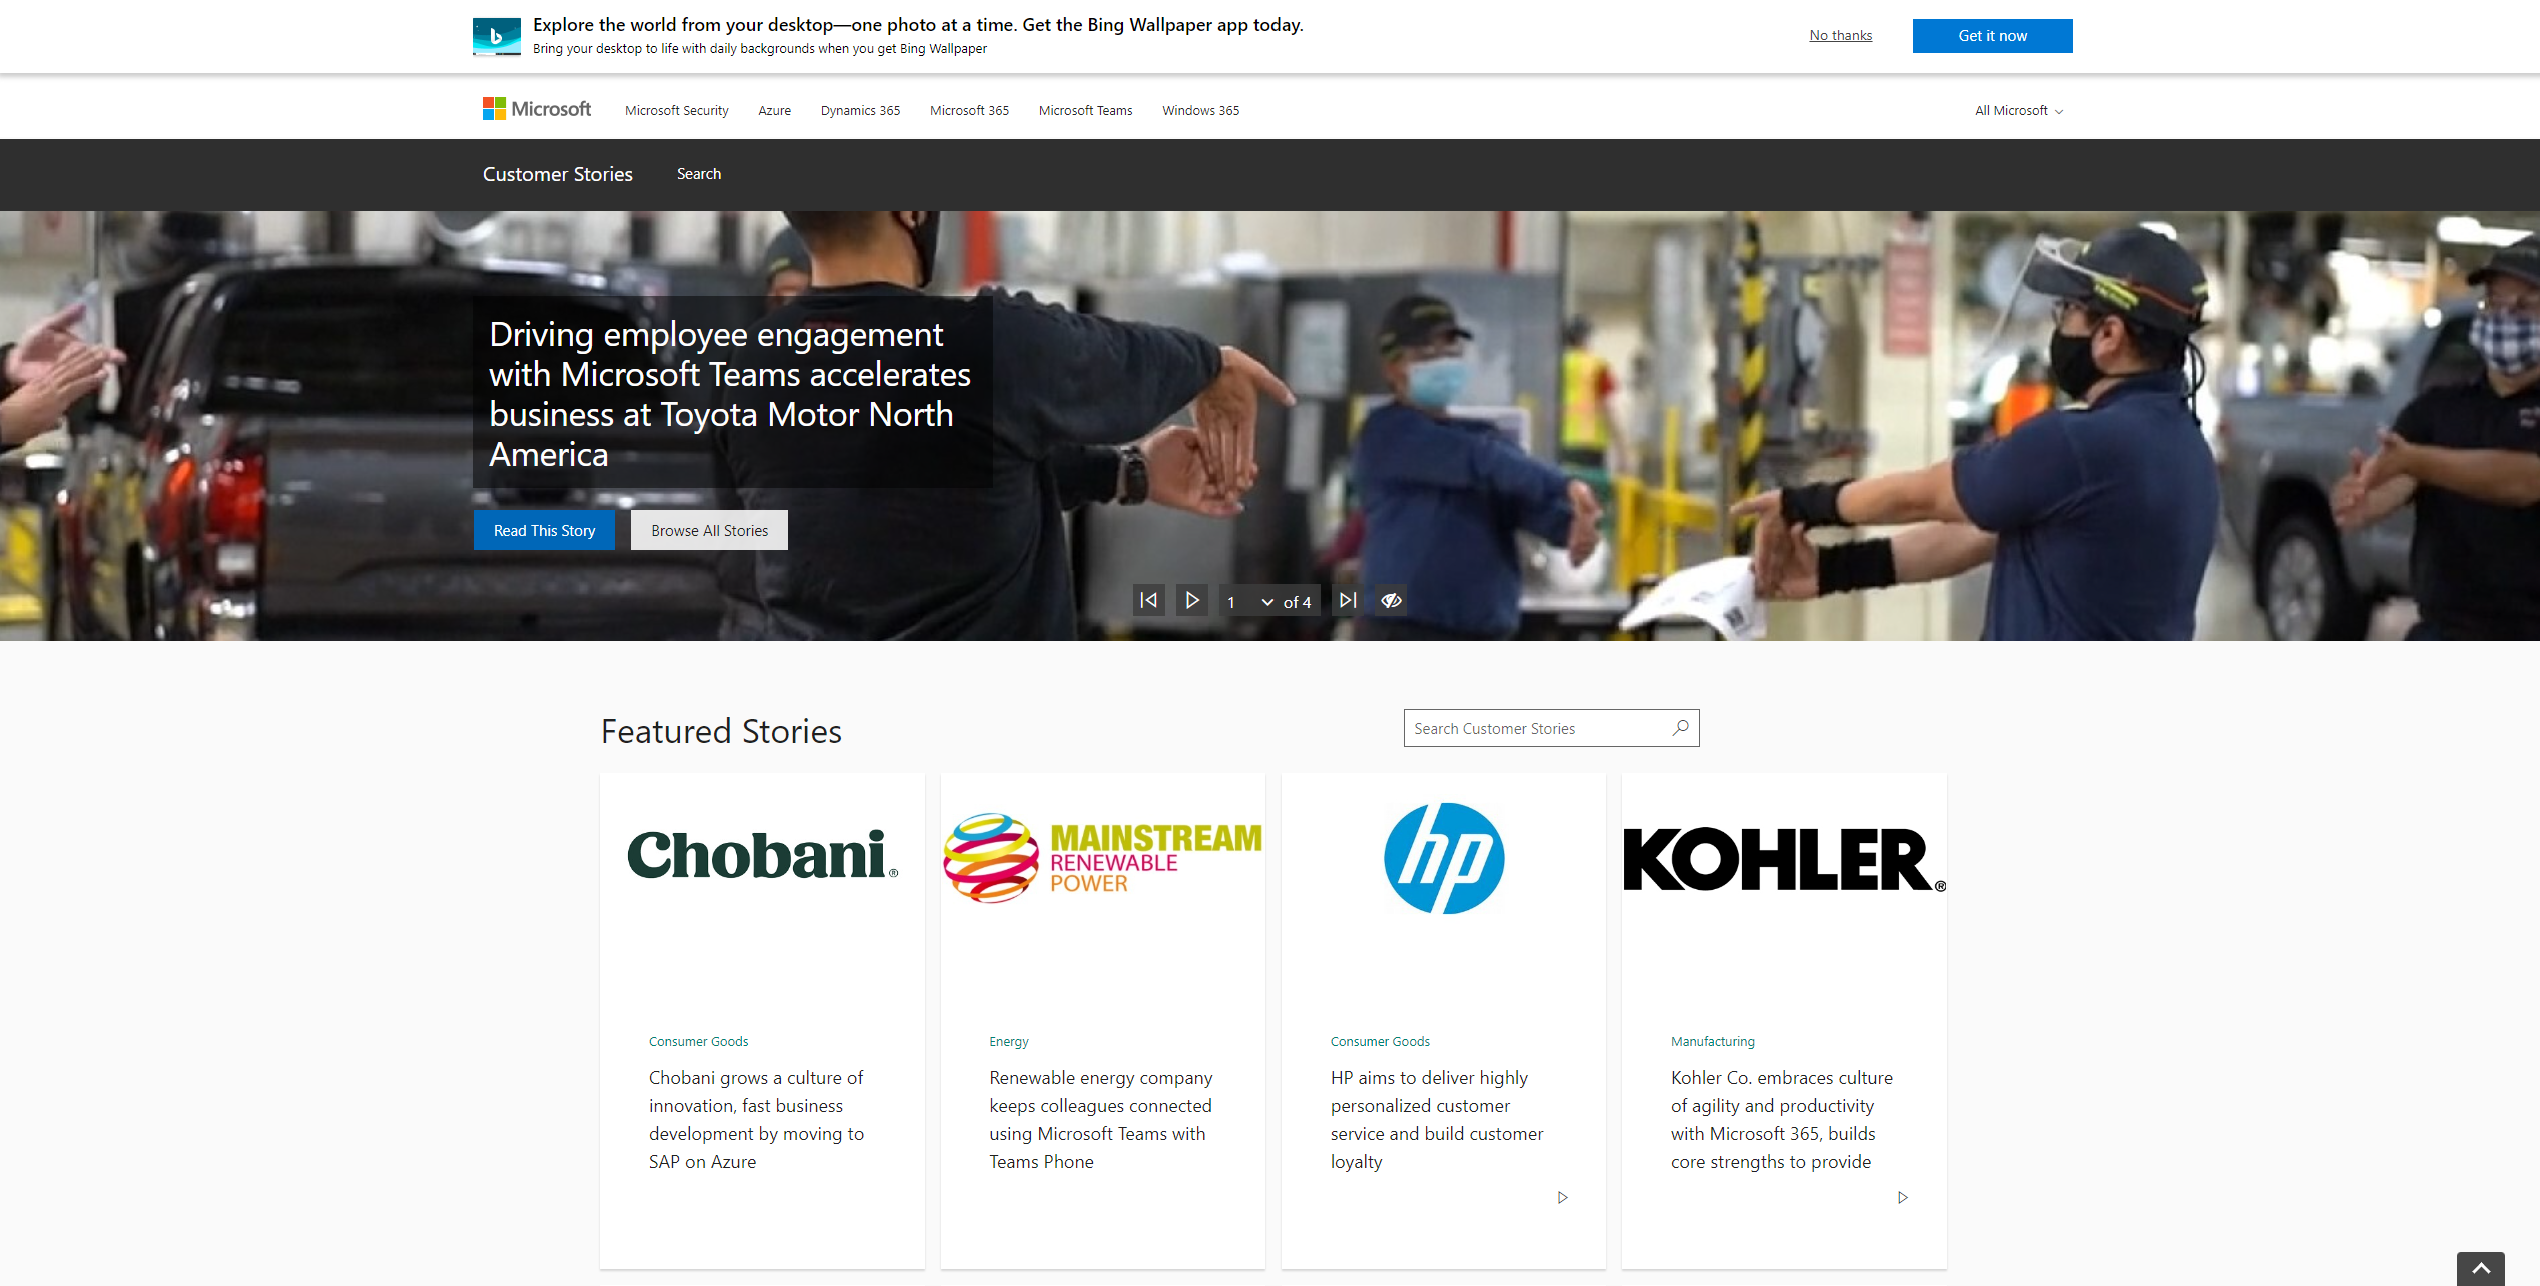 Explore the world from your desktop—one photo at a time. Get the Bing Wallpaper app today.
Bring your desktop to life with daily backgrounds when you get Bing Wallpaper
No thanks
Get it now
Microsoft
Microsoft Security
Azure
Dynamics 365
Microsoft 365
Microsoft Teams
Windows 365
All Microsoft
Customer Stories
Search
Driving employee engagement
with Microsoft Teams accelerates
business at Toyota Motor North
America
Read This Story
Browse All Stories
1 of 4
Featured Stories
Search Customer Stories
Chobani®
MAINSTREAM
RENEWABLE
POWER
hp
KOHLER®
Consumer Goods
Chobani grows a culture of
innovation, fast business
development by moving to
SAP on Azure
Energy
Renewable energy company
keeps colleagues connected
using Microsoft Teams with
Teams Phone
Consumer Goods
HP aims to deliver highly
personalized customer
service and build customer
loyalty
Manufacturing
Kohler Co. embraces culture
of agility and productivity
with Microsoft 365, builds
core strengths to provide